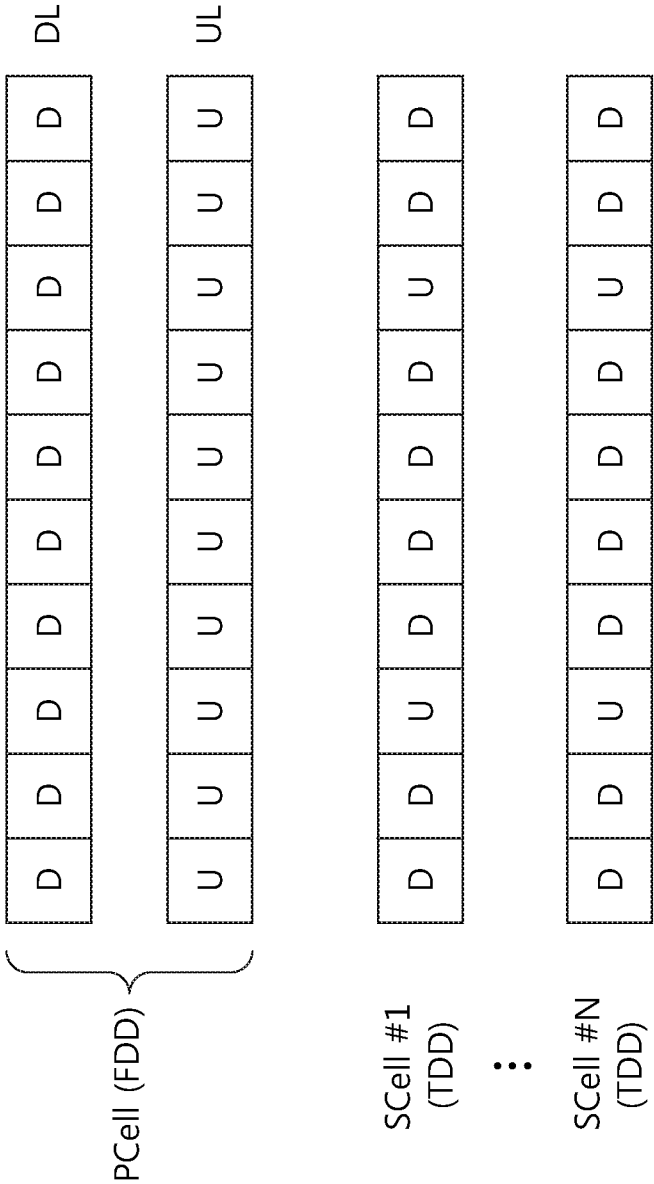 PCell (FDD)
D D D D D D D D D D DL
U U U U U U U U U U UL
SCell #1
(TDD)
D D U D D D D U D D
⋮
SCell #N
(TDD)
D D U D D D D U D D